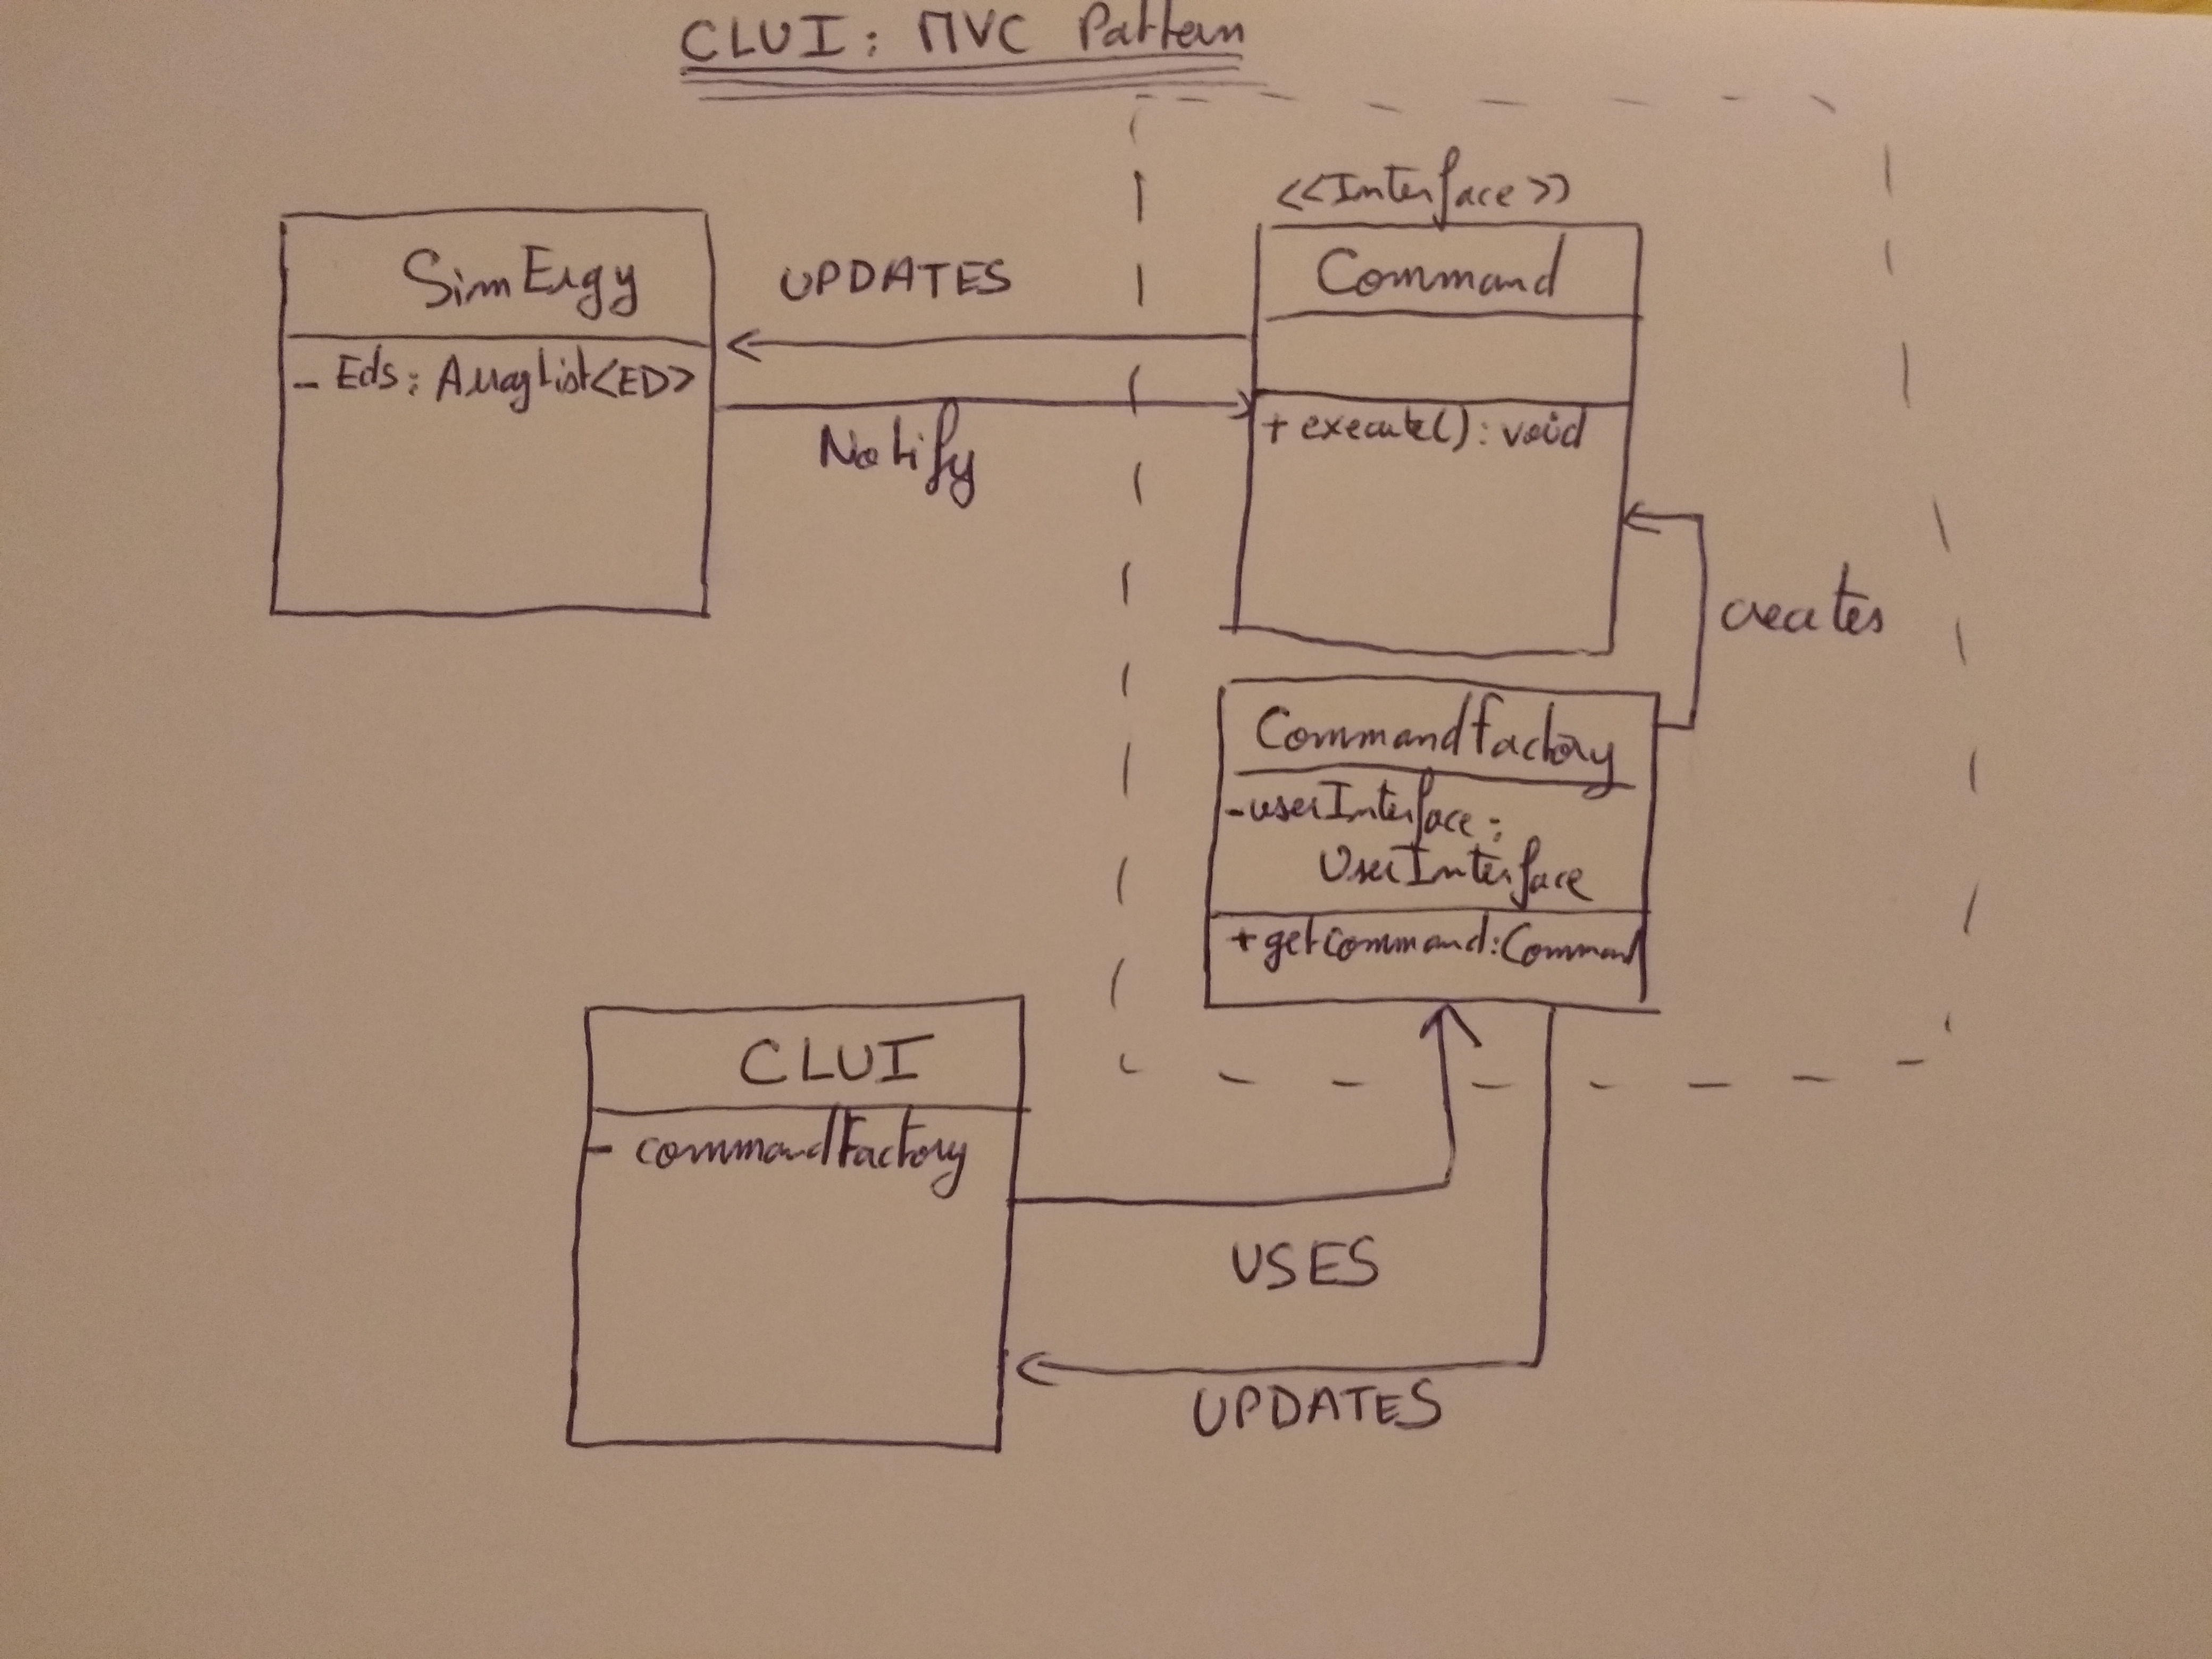 CLUI : MVC Pattern
<<Interface>>
SimErgy
- Eds : ArrayList<ED>
UPDATES
Notify
Command
+ execute() : void
creates
CommandFactory
- userInterface :
UserInterface
+ getCommand : Command
CLUI
- commandFactory
USES
UPDATES